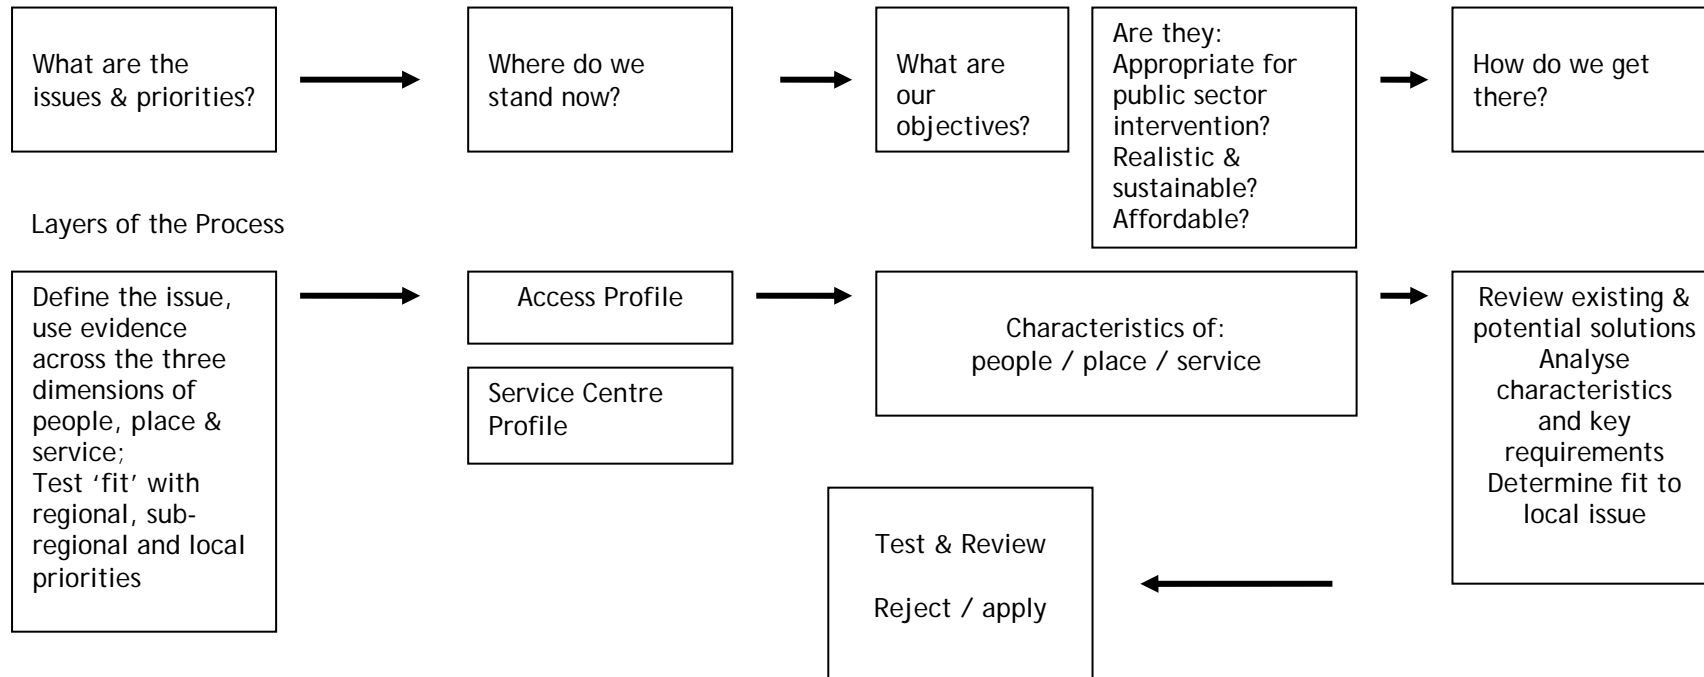 What are the
issues & priorities?
Where do we
stand now?
What are
our
objectives?
Are they:
Appropriate for
public sector
intervention?
Realistic &
sustainable?
Affordable?
How do we get
there?
Layers of the Process
Define the issue,
use evidence
across the three
dimensions of
people, place &
service;
Test ‘fit’ with
regional, sub-
regional and local
priorities
Access Profile
Service Centre
Profile
Characteristics of:
people / place / service
Review existing &
potential solutions
Analyse
characteristics
and key
requirements
Determine fit to
local issue
Test & Review
Reject / apply